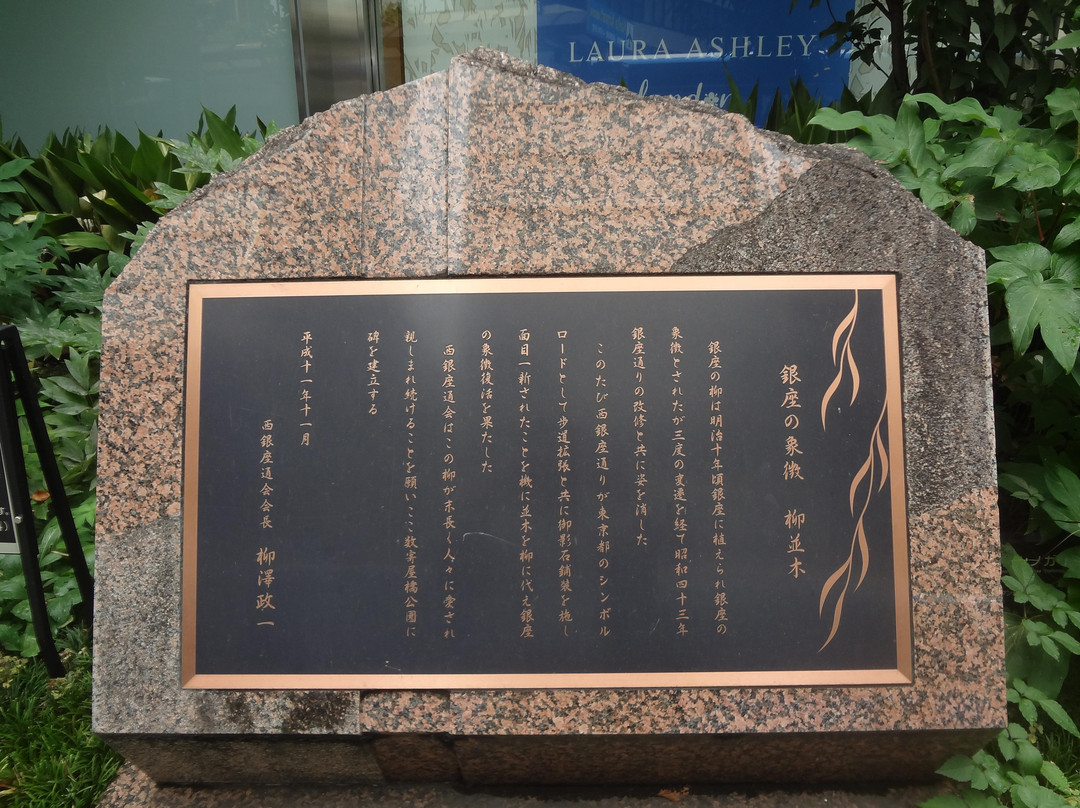 LAURA ASHLEY
銀座の象徴 柳並木
銀座の柳は明治十年頃銀座に植えられ銀座の
象徴とされたが三度の変遷を経て昭和四十三年
銀座通りの改修と共に姿を消した
このたび西銀座通りが東京都のシンボル
ロードとして歩道拡張と共に御影石舗装を施し
面目一新されたことを機に並木を柳に代え銀座
の象徴復活を果たした
西銀座通会はこの柳が末長く人々に愛され
親しまれ続けることを願いここ数寄屋橋公園に
碑を建立する
平成十一年十一月
西銀座通会会長 柳澤政一